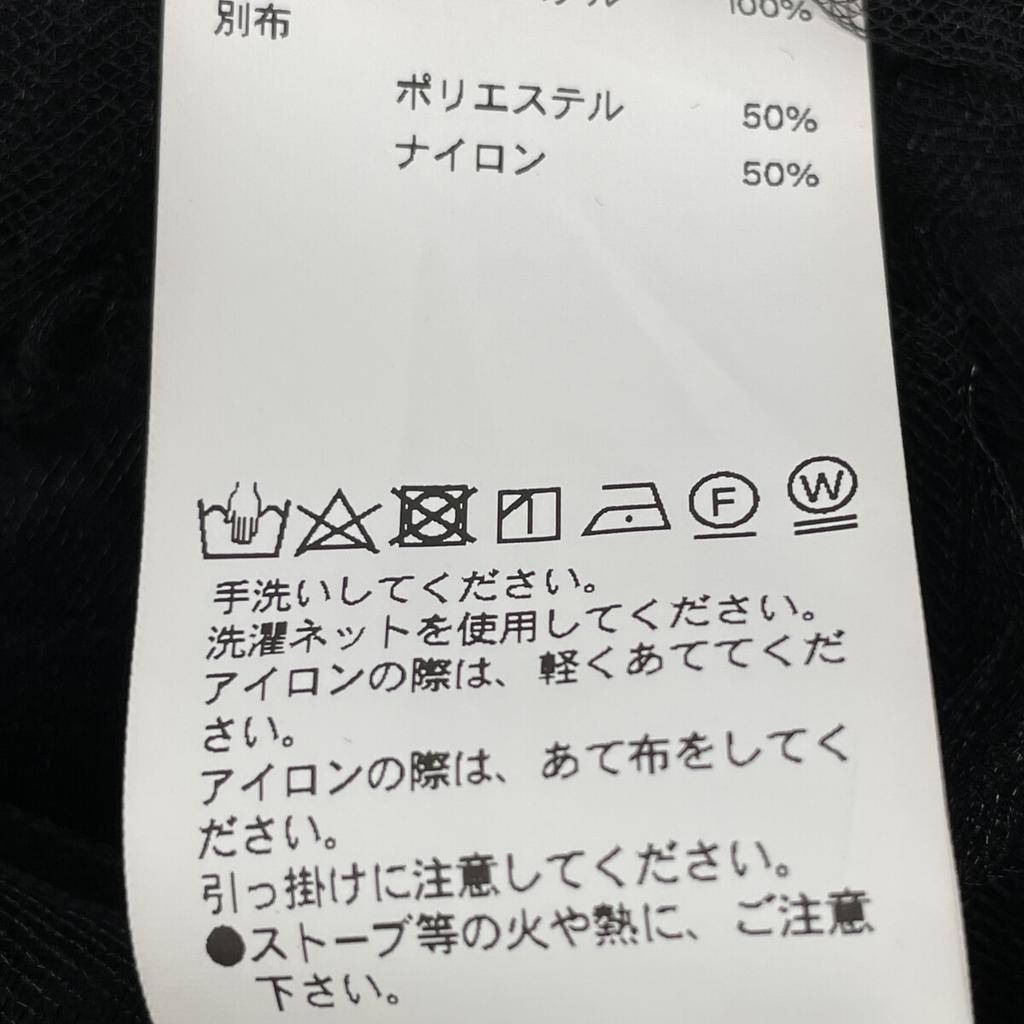 別布 100%
ポリエステル 50%
ナイロン 50%
F W
手洗いしてください。
洗濯ネットを使用してください。
アイロンの際は、軽くあててくだ
さい。
アイロンの際は、あて布をしてく
ださい。
引っ掛けに注意してください。
●ストーブ等の火や熱に、ご注意
下さい。